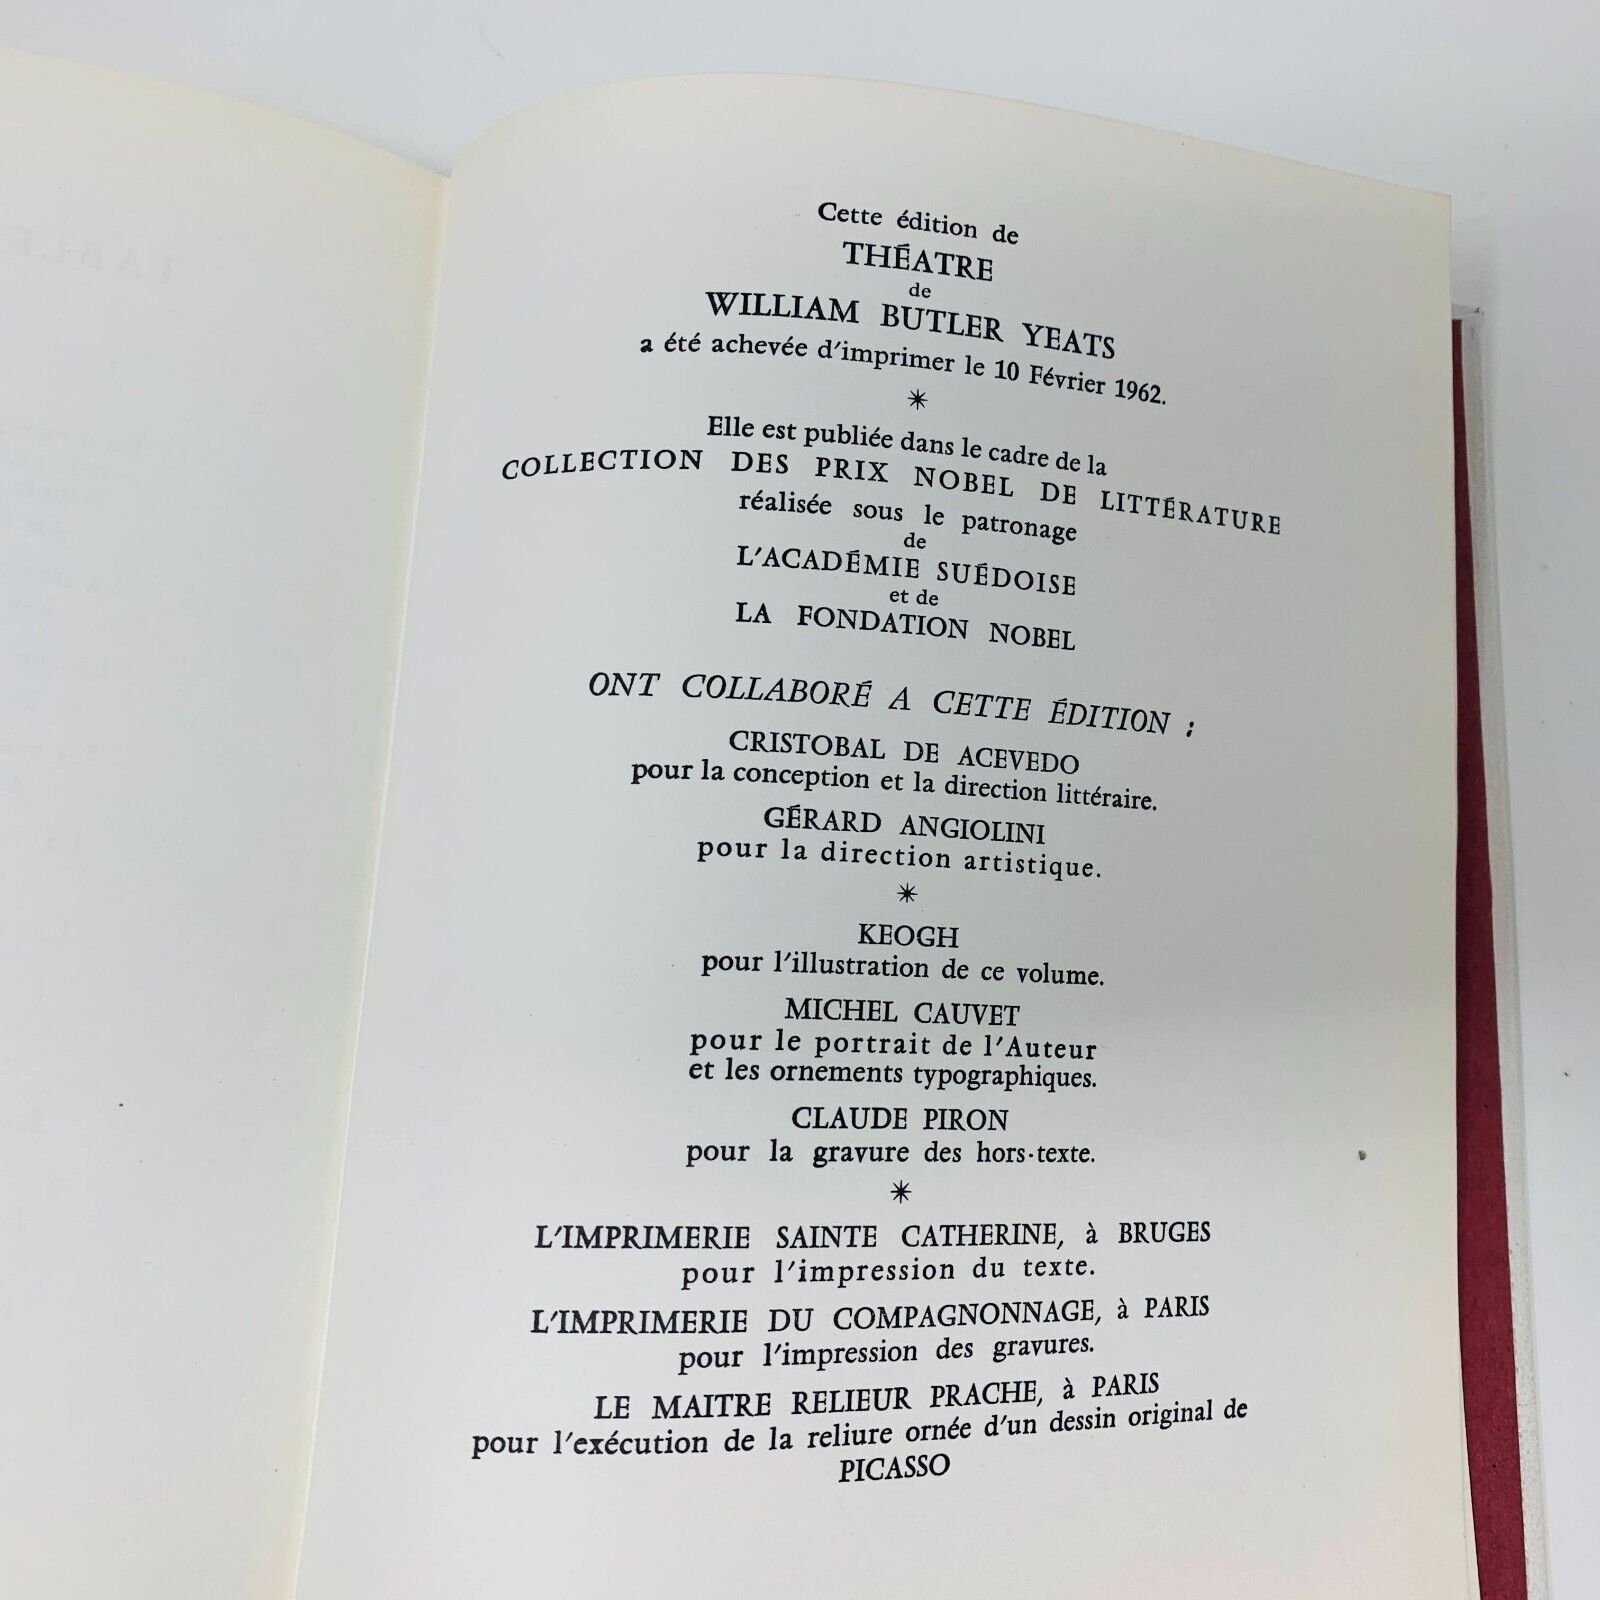 Cette édition de
THÉATRE
de
WILLIAM BUTLER YEATS
a été achevée d'imprimer le 10 Février 1962.
*
Elle est publiée dans le cadre de la
COLLECTION DES PRIX NOBEL DE LITTÉRATURE
réalisée sous le patronage
de
L'ACADÉMIE SUÉDOISE
et de
LA FONDATION NOBEL
ONT COLLABORÉ A CETTE ÉDITION :
CRISTOBAL DE ACEVEDO
pour la conception et la direction littéraire.
GÉRARD ANGIOLINI
pour la direction artistique.
*
KEOGH
pour l'illustration de ce volume.
MICHEL CAUVET
pour le portrait de l'Auteur
et les ornements typographiques.
CLAUDE PIRON
pour la gravure des hors-texte.
*
L'IMPRIMERIE SAINTE CATHERINE, à BRUGES
pour l'impression du texte.
L'IMPRIMERIE DU COMPAGNONNAGE, à PARIS
pour l'impression des gravures.
LE MAITRE RELIEUR PRACHE, à PARIS
pour l'exécution de la reliure ornée d'un dessin original de
PICASSO